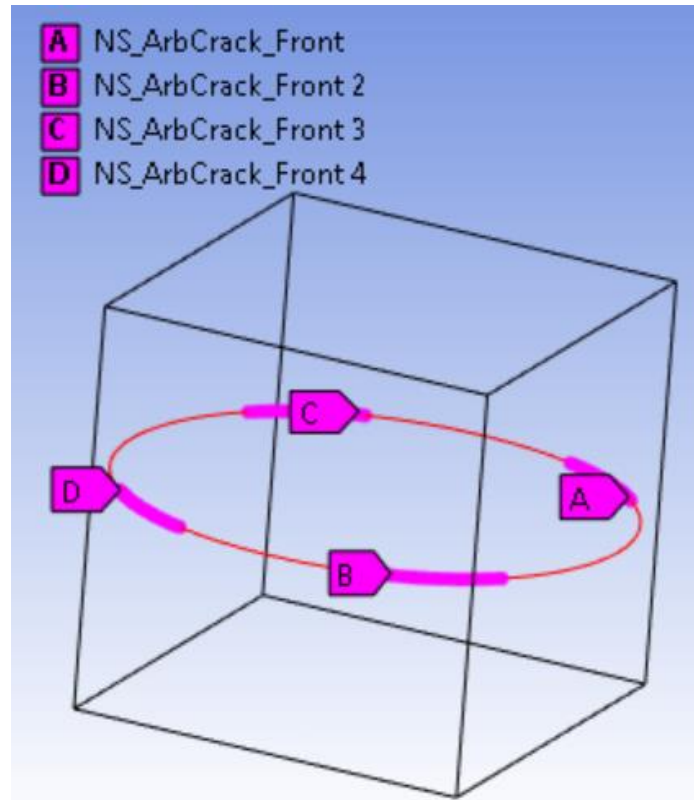 A NS_ArbCrack_Front
B NS_ArbCrack_Front 2
C NS_ArbCrack_Front 3
D NS_ArbCrack_Front 4
C
A
D
B